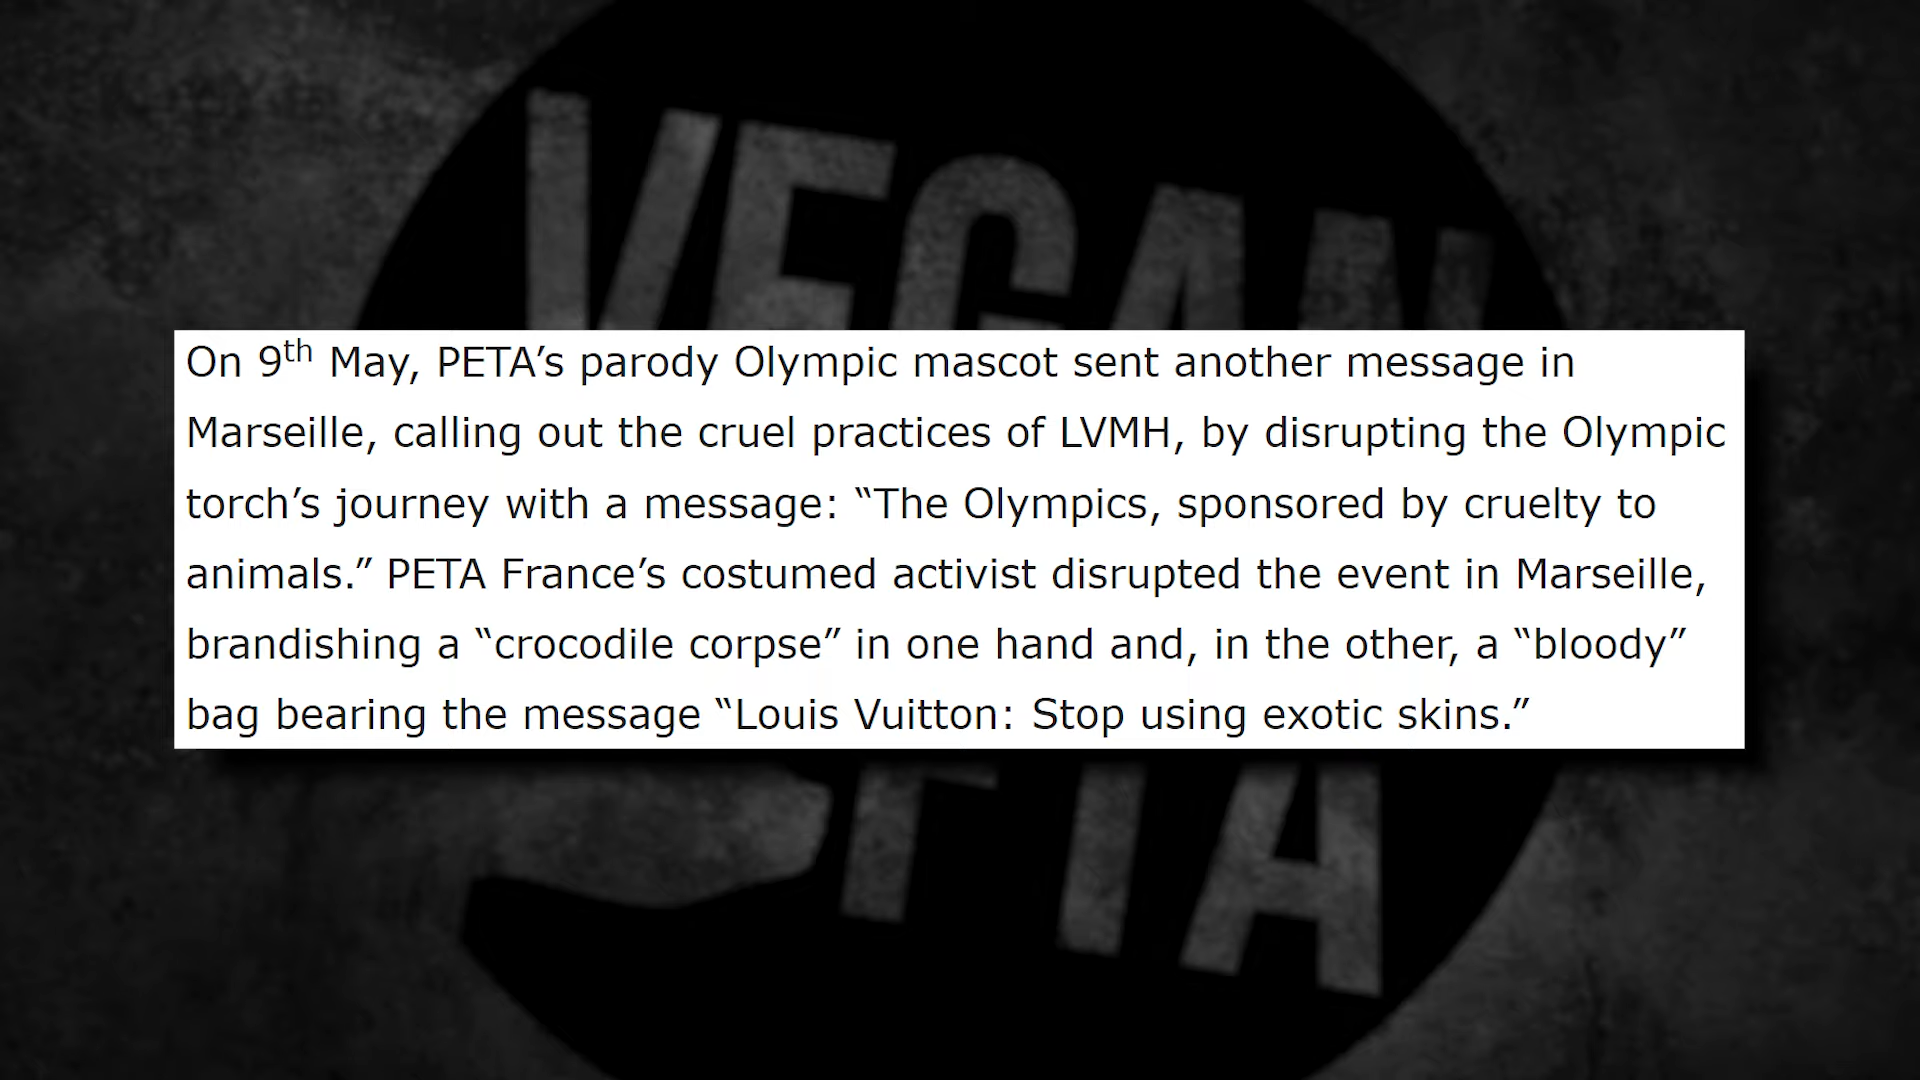 VEGAN
On 9th May, PETA’s parody Olympic mascot sent another message in
Marseille, calling out the cruel practices of LVMH, by disrupting the Olympic
torch’s journey with a message: “The Olympics, sponsored by cruelty to
animals.” PETA France’s costumed activist disrupted the event in Marseille,
brandishing a “crocodile corpse” in one hand and, in the other, a “bloody”
bag bearing the message “Louis Vuitton: Stop using exotic skins.”